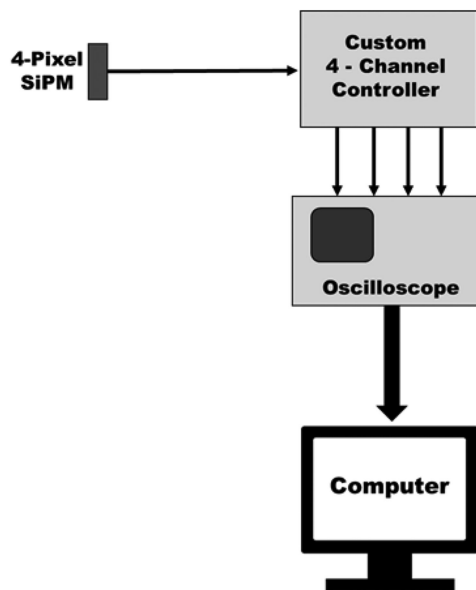 4-Pixel
SiPM
Custom
4 - Channel
Controller
Oscilloscope
Computer